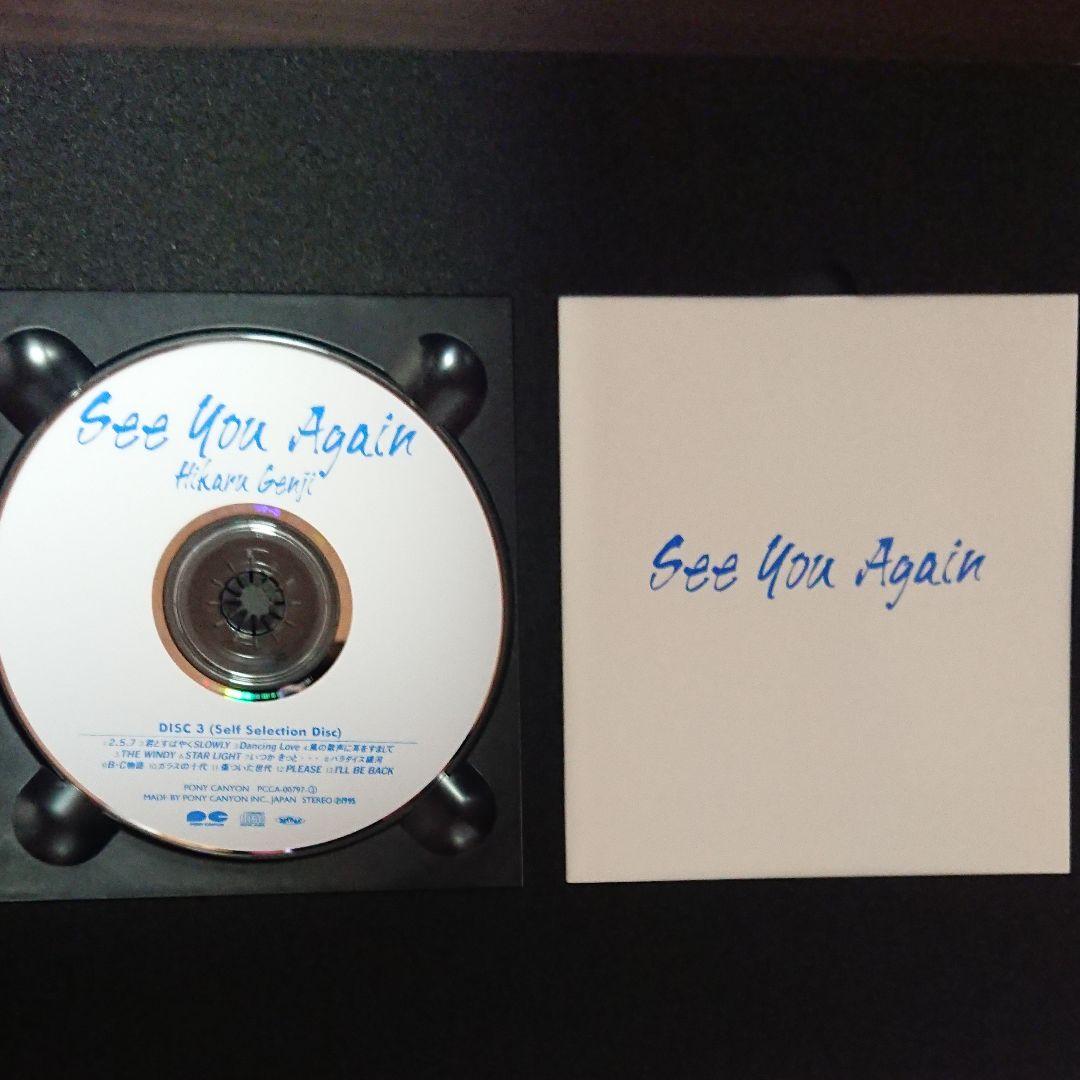 See You Again
Hikaru Genji
DISC 3 (Self Selection Disc)
1.2.5.7 2.君とすばやくSLOWLY 3.Dancing Love 4.風の歌声に耳をすまして
5.THE WINDY 6.STAR LIGHT 7.いつか きっと・・・ 8.パラダイス銀河
9.B・C物語 10.ガラスの十代 11.傷ついた世代 12.PLEASE 13.I'LL BE BACK
PONY CANYON PCCA-00797-③
MADE BY PONY CANYON INC., JAPAN STEREO ℗1995
PONY CANYON
See You Again